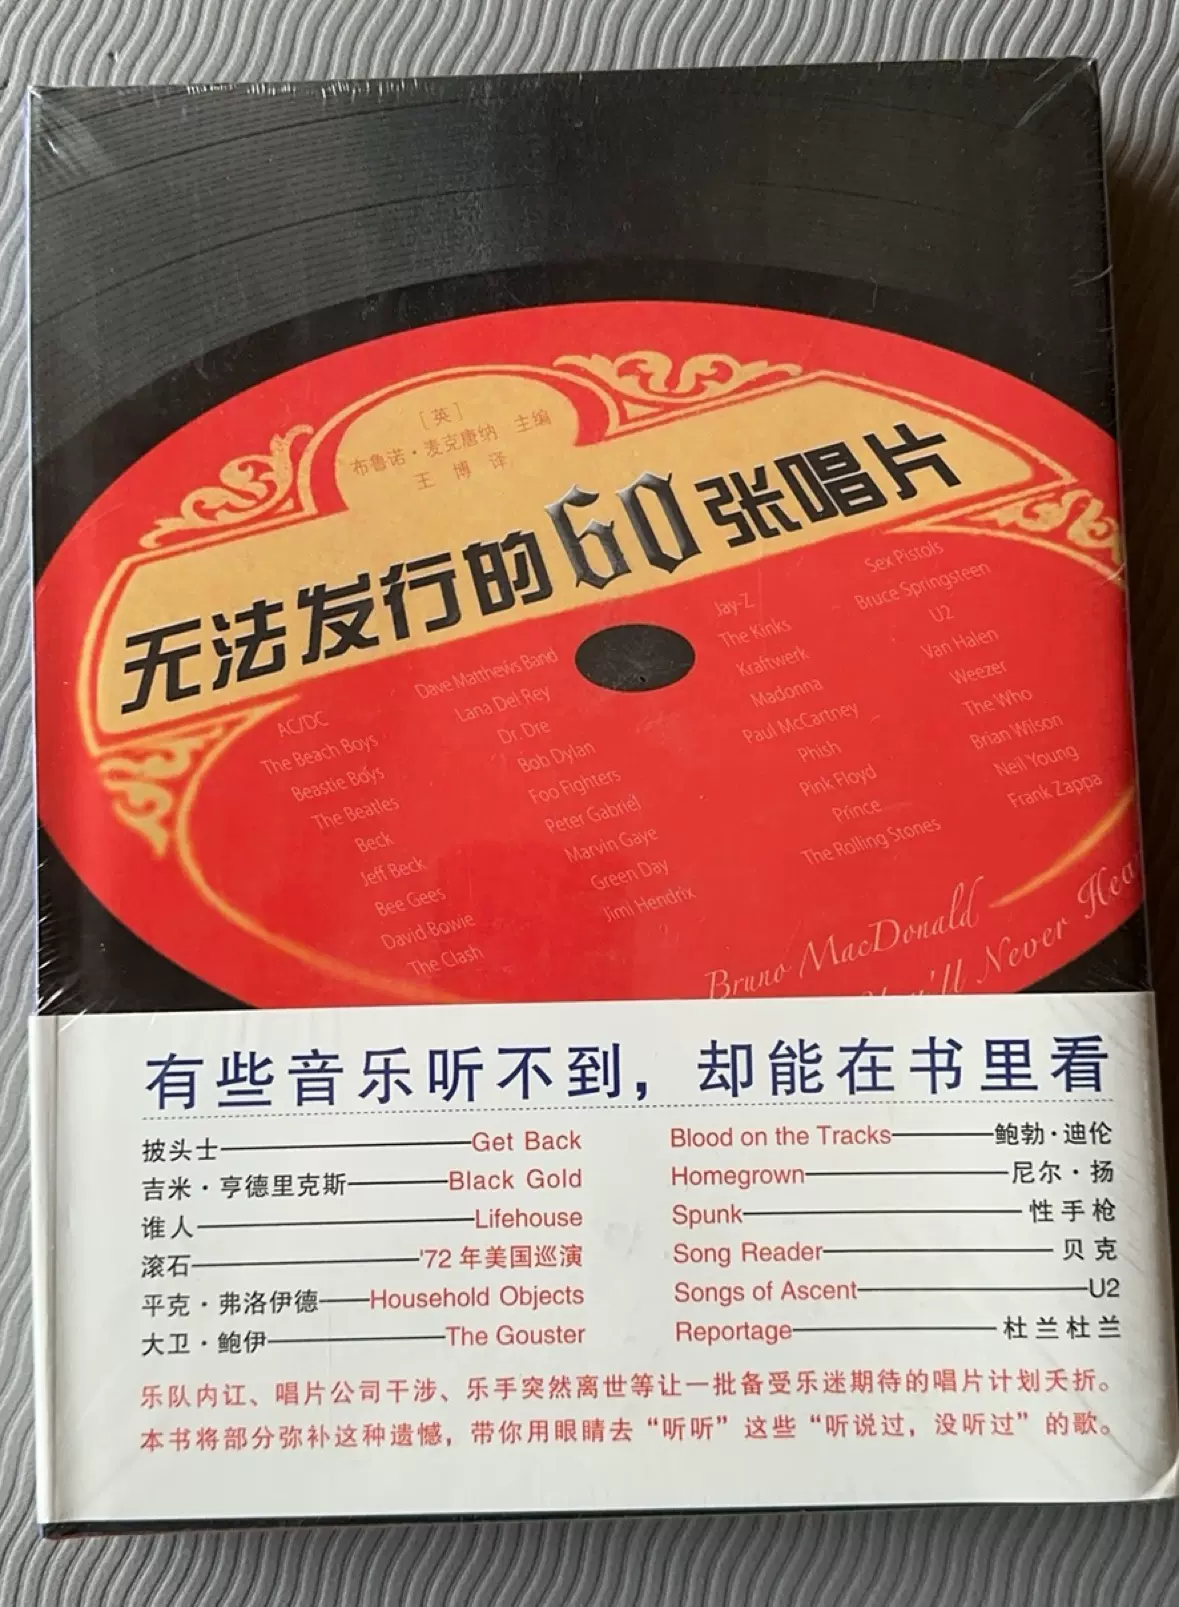 ［英］
布鲁诺·麦克唐纳 主编
王 博 译
无法发行的60张唱片
AC/DC
The Beach Boys
Beastie Boys
The Beatles
Beck
Jeff Beck
Bee Gees
David Bowie
The Clash
Dave Matthews Band
Lana Del Rey
Dr. Dre
Bob Dylan
Foo Fighters
Peter Gabriel
Marvin Gaye
Green Day
Jimi Hendrix
Jay-Z
The Kinks
Kraftwerk
Madonna
Paul McCartney
Phish
Pink Floyd
Prince
The Rolling Stones
Sex Pistols
Bruce Springsteen
U2
Van Halen
Weezer
The Who
Brian Wilson
Neil Young
Frank Zappa
Bruno MacDonald
You'll Never Hea
有些音乐听不到，却能在书里看
披头士——Get Back
吉米·亨德里克斯——Black Gold
谁人——Lifehouse
滚石——'72 年美国巡演
平克·弗洛伊德——Household Objects
大卫·鲍伊——The Gouster
Blood on the Tracks——鲍勃·迪伦
Homegrown——尼尔·扬
Spunk——性手枪
Song Reader——贝克
Songs of Ascent——U2
Reportage——杜兰杜兰
乐队内讧、唱片公司干涉、乐手突然离世等让一批备受乐迷期待的唱片计划夭折。
本书将部分弥补这种遗憾，带你用眼睛去“听听”这些“听说过，没听过”的歌。